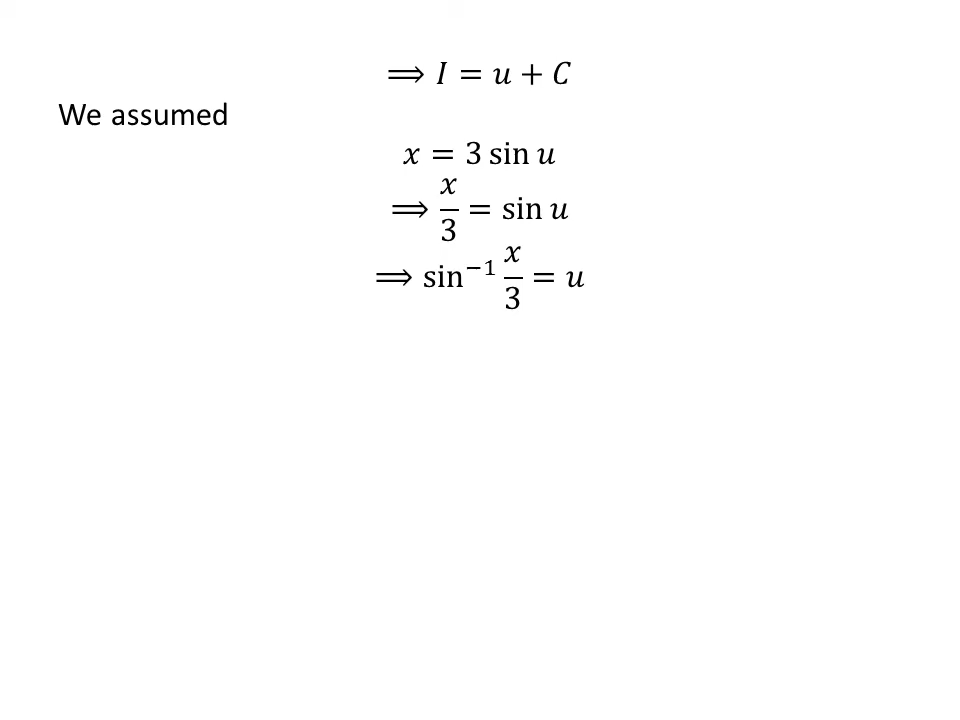 ⟹ 𝐼 = 𝑢 + 𝐶
We assumed
𝑥 = 3 sin 𝑢
⟹ 𝑥/3 = sin 𝑢
⟹ sin⁻¹ 𝑥/3 = 𝑢